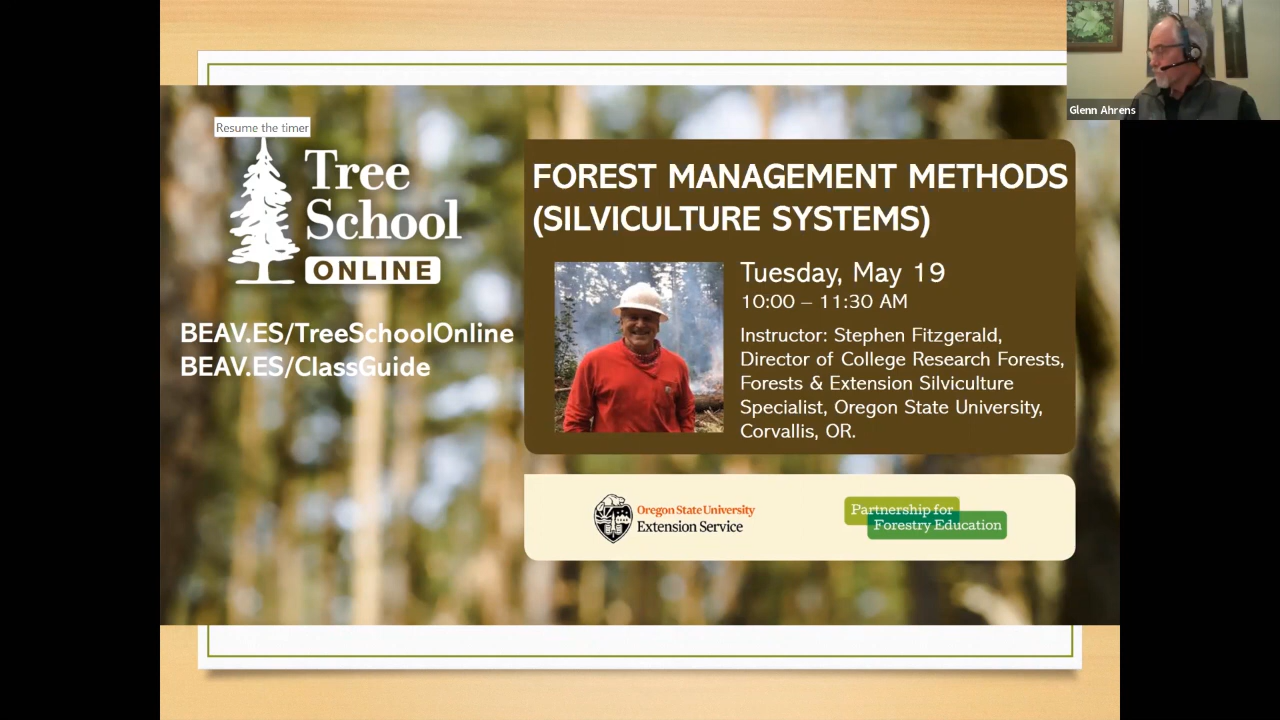 Glenn Ahrens
Resume the timer
Tree
School
ONLINE
BEAV.ES/TreeSchoolOnline
BEAV.ES/ClassGuide
FOREST MANAGEMENT METHODS
(SILVICULTURE SYSTEMS)
Tuesday, May 19
10:00 – 11:30 AM
Instructor: Stephen Fitzgerald,
Director of College Research Forests,
Forests & Extension Silviculture
Specialist, Oregon State University,
Corvallis, OR.
Oregon State University
Extension Service
Partnership for
Forestry Education